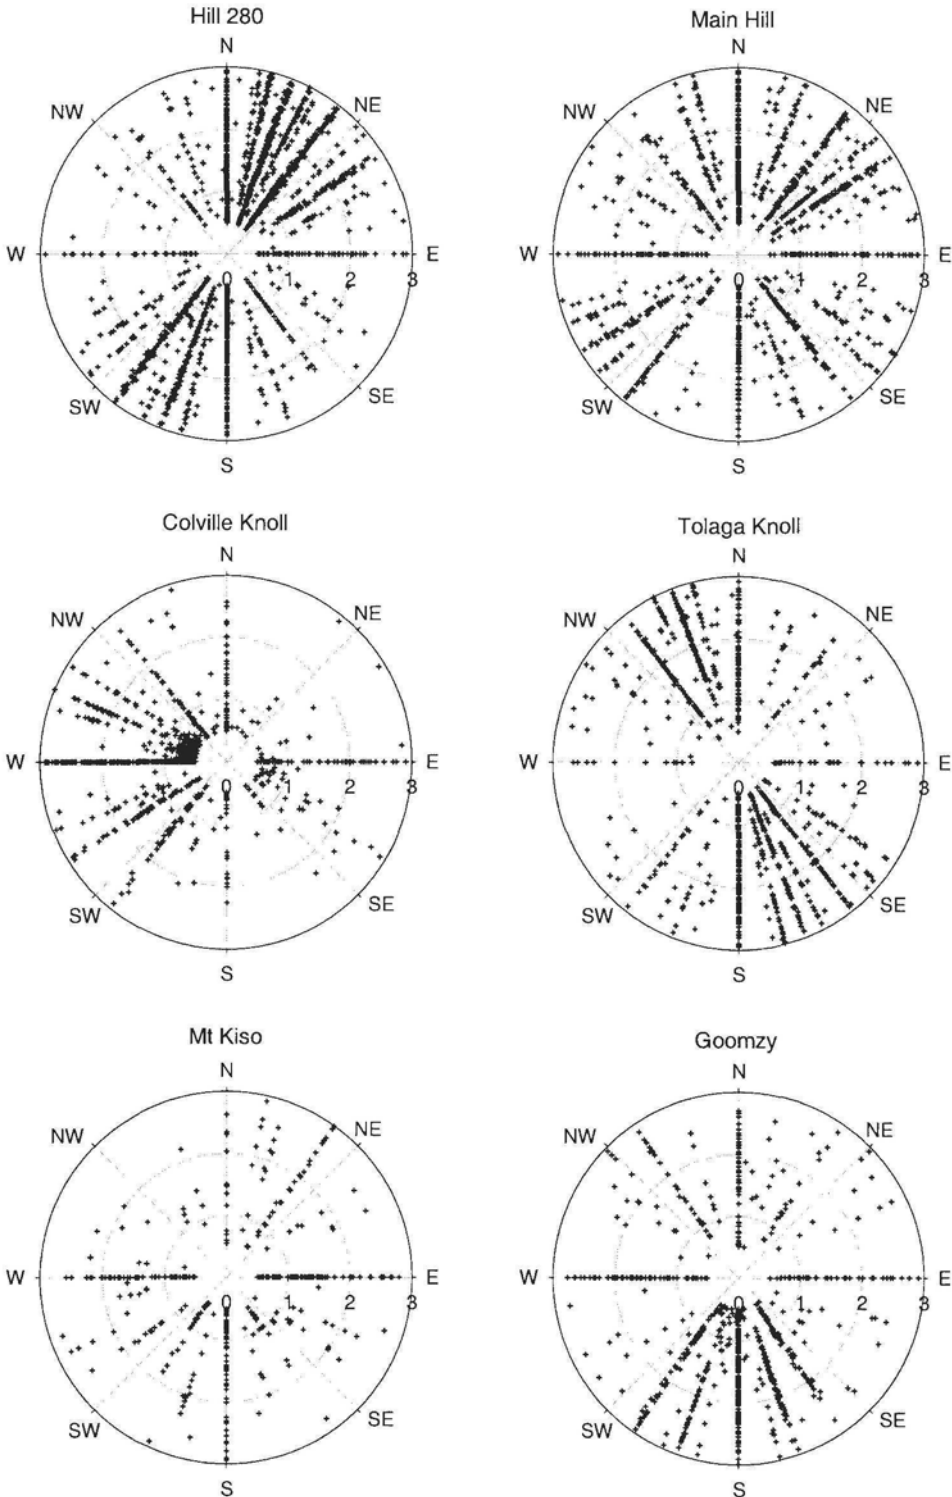 Hill 280
Main Hill
N
N
NW
NE
NW
NE
W
E
W
E
0 1 2 3
0 1 2 3
SW
SE
SW
SE
S
S
Colville Knoll
Tolaga Knoll
N
N
NW
NE
NW
NE
W
E
W
E
0 1 2 3
0 1 2 3
SW
SE
SW
SE
S
S
Mt Kiso
Goomzy
N
N
NW
NE
NW
NE
W
E
W
E
0 1 2 3
0 1 2 3
SW
SE
SW
SE
S
S